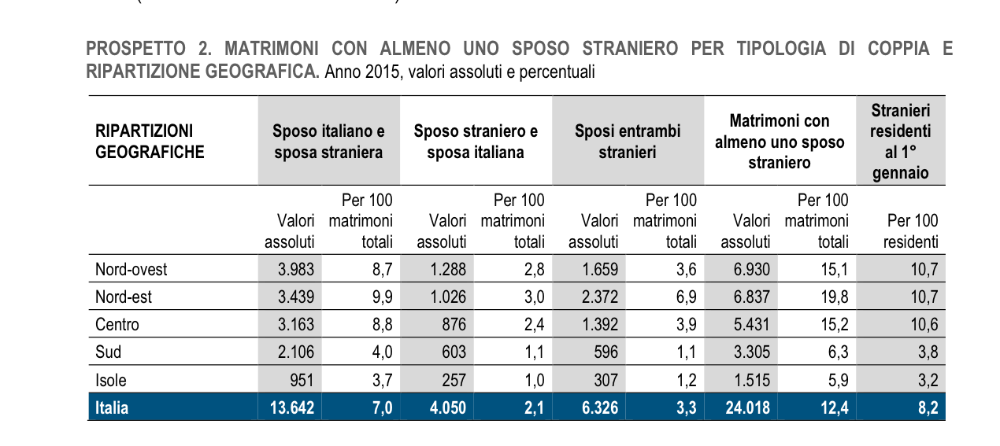 PROSPETTO 2. MATRIMONI CON ALMENO UNO SPOSO STRANIERO PER TIPOLOGIA DI COPPIA E
RIPARTIZIONE GEOGRAFICA. Anno 2015, valori assoluti e percentuali
RIPARTIZIONI
GEOGRAFICHE
Sposo italiano e
sposa straniera
Sposo straniero e
sposa italiana
Sposi entrambi
stranieri
Matrimoni con
almeno uno sposo
straniero
Stranieri
residenti
al 1°
gennaio
Valori
assoluti
Per 100
matrimoni
totali
Valori
assoluti
Per 100
matrimoni
totali
Valori
assoluti
Per 100
matrimoni
totali
Valori
assoluti
Per 100
matrimoni
totali
Per 100
residenti
Nord-ovest 3.983 8,7 1.288 2,8 1.659 3,6 6.930 15,1 10,7
Nord-est 3.439 9,9 1.026 3,0 2.372 6,9 6.837 19,8 10,7
Centro 3.163 8,8 876 2,4 1.392 3,9 5.431 15,2 10,6
Sud 2.106 4,0 603 1,1 596 1,1 3.305 6,3 3,8
Isole 951 3,7 257 1,0 307 1,2 1.515 5,9 3,2
Italia 13.642 7,0 4.050 2,1 6.326 3,3 24.018 12,4 8,2